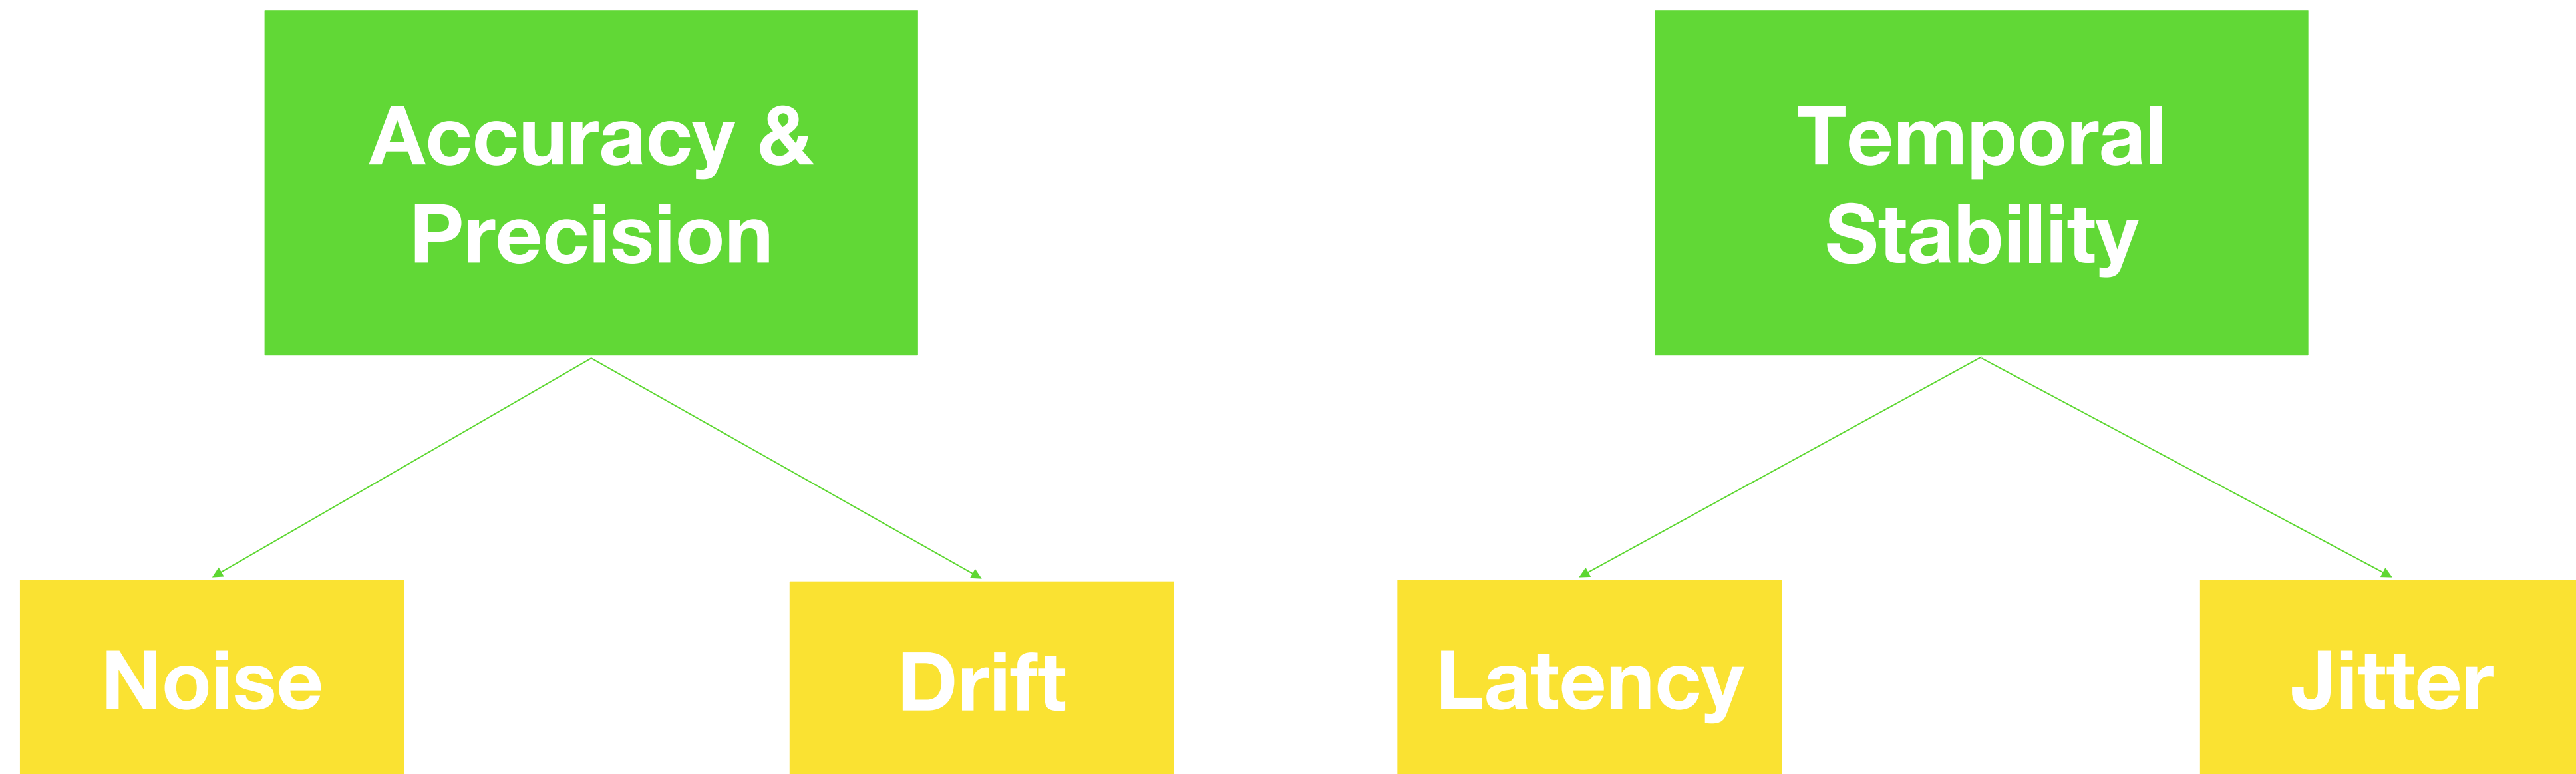 Accuracy &
Precision
Temporal
Stability
Noise
Drift
Latency
Jitter